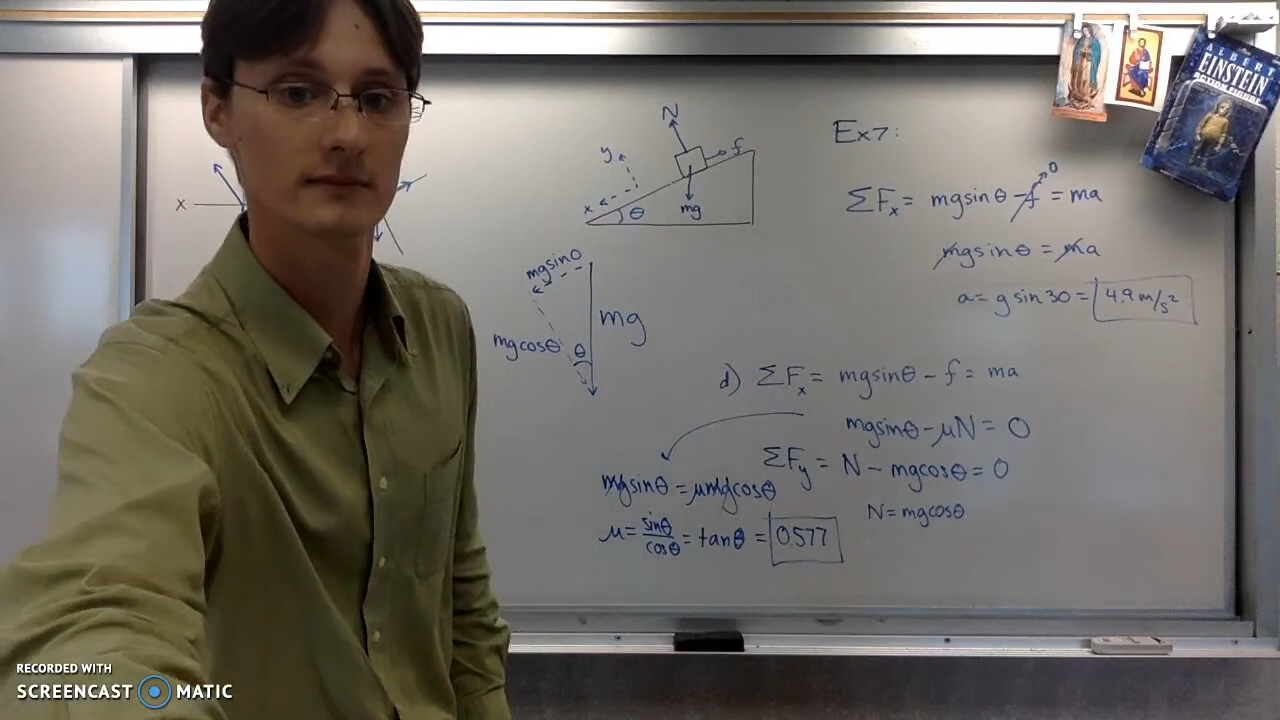 Ex7:
ΣFx = mgsinθ - f = ma
0
mgsinθ = ma
a = g sin 30 = 4.9 m/s²
N
y
f
x
θ
mg
x
mgsinθ
mg
mgcosθ
θ
d) ΣFx = mgsinθ - f = ma
mgsinθ - μN = 0
ΣFy = N - mgcosθ = 0
N = mgcosθ
mgsinθ = μmgcosθ
μ = sinθ/cosθ = tanθ = 0.577
ALBERT
EINSTEIN
ACTION FIGURE
RECORDED WITH
SCREENCAST MATIC